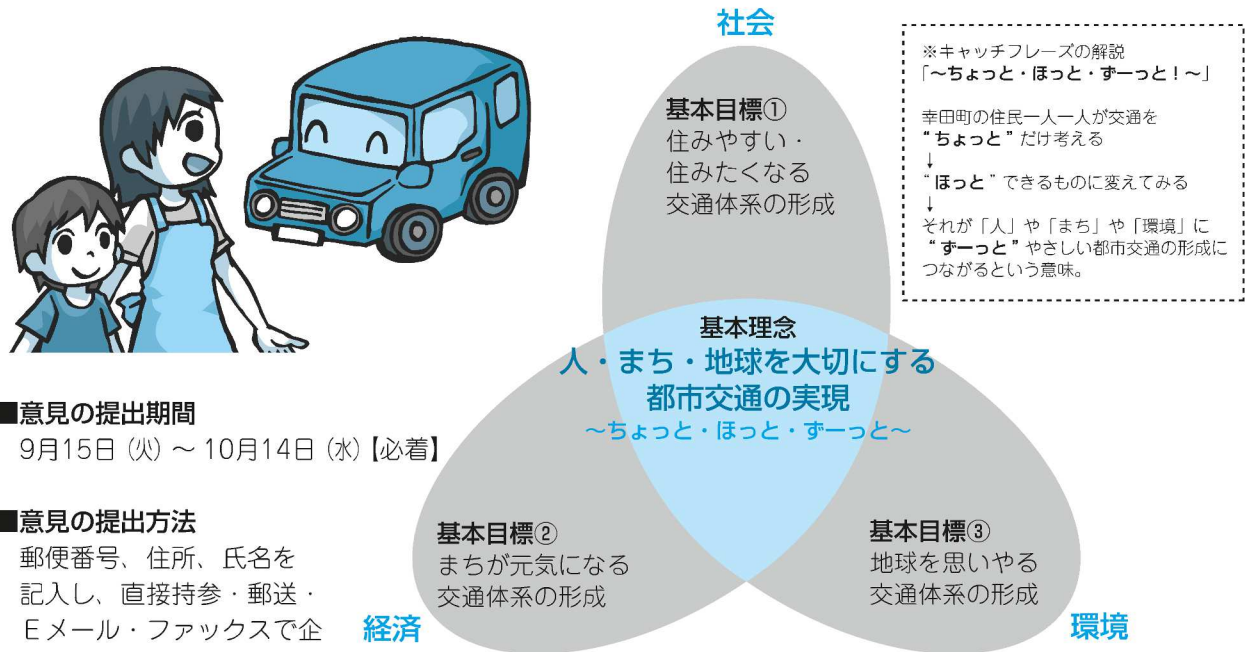 社会
基本目標①
住みやすい・
住みたくなる
交通体系の形成
※キャッチフレーズの解説
「~ちょっと・ほっと・ずーっと!~」
幸田町の住民一人一人が交通を
“ちょっと”だけ考える
↓
“ほっと”できるものに変えてみる
↓
それが「人」や「まち」や「環境」に
“ずーっと”やさしい都市交通の形成に
つながるという意味。
基本理念
人・まち・地球を大切にする
都市交通の実現
~ちょっと・ほっと・ずーっと~
■意見の提出期間
9月15日(火)~10月14日(水)【必着】
■意見の提出方法
郵便番号、住所、氏名を
記入し、直接持参・郵送・
Eメール・ファックスで企
基本目標②
まちが元気になる
交通体系の形成
経済
基本目標③
地球を思いやる
交通体系の形成
環境